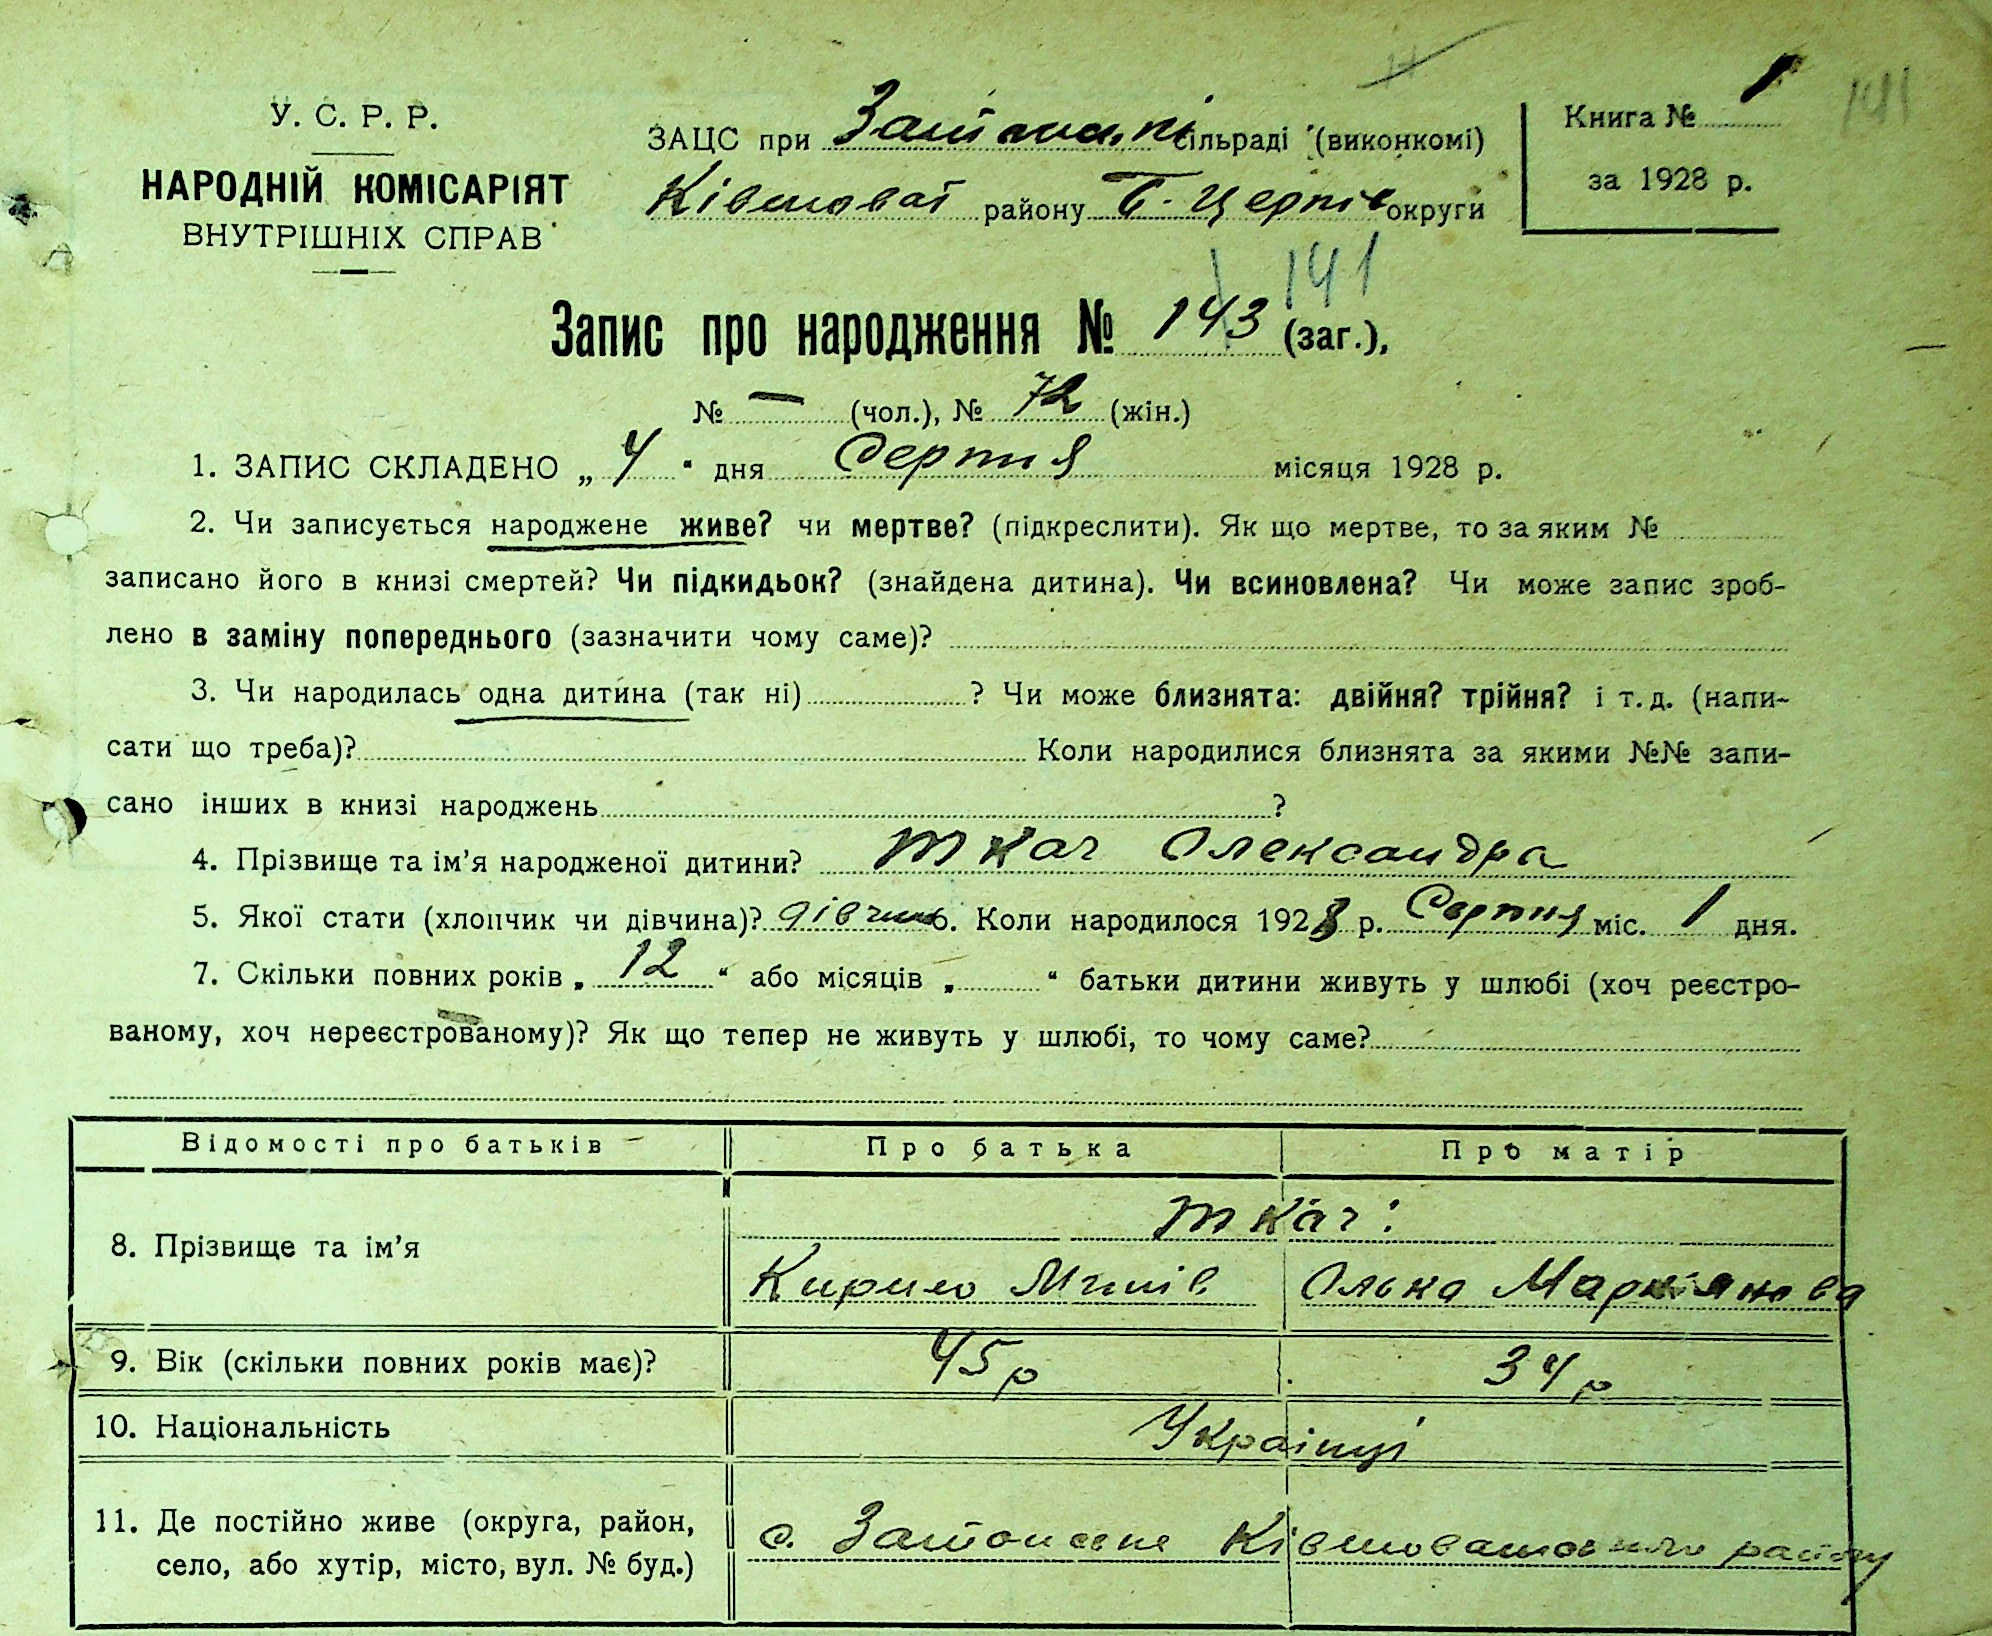 У. С. Р. Р.
НАРОДНІЙ КОМІСАРІЯТ
ВНУТРІШНІХ СПРАВ
ЗАЦС при сільраді (виконкомі)
Ківшоват району Б. Церків округи
Книга № 1
за 1928 р.
141
141
Запис про народження № 143 (заг.),
№ — (чол.), № 72 (жін.)
1. ЗАПИС СКЛАДЕНО „ 4 “ дня Серпня місяця 1928 р.
2. Чи записується народжене живе? чи мертве? (підкреслити). Як що мертве, то за яким №
записано його в книзі смертей? Чи підкидьок? (знайдена дитина). Чи всиновлена? Чи може запис зроб-
лено в заміну попереднього (зазначити чому саме)?
3. Чи народилась одна дитина (так ні) ? Чи може близнята: двійня? трійня? і т. д. (напи-
сати що треба)? Коли народилися близнята за якими №№ запи-
сано інших в книзі народжень ?
4. Прізвище та ім’я народженої дитини? Ткач Олександра
5. Якої стати (хлопчик чи дівчина)? дівчин 6. Коли народилося 1928 р. Серпня міс. 1 дня.
7. Скільки повних років „ 12 “ або місяців „ “ батьки дитини живуть у шлюбі (хоч реєстро-
ваному, хоч нереєстрованому)? Як що тепер не живуть у шлюбі, то чому саме?
Відомості про батьків Про батька Про матір
8. Прізвище та ім’я
Ткач:
Кирило Олька Маркіянова
9. Вік (скільки повних років має)? 45 р 34 р
10. Національність Українці
11. Де постійно живе (округа, район,
село, або хутір, місто, вул. № буд.)
с. Ківшоватського району